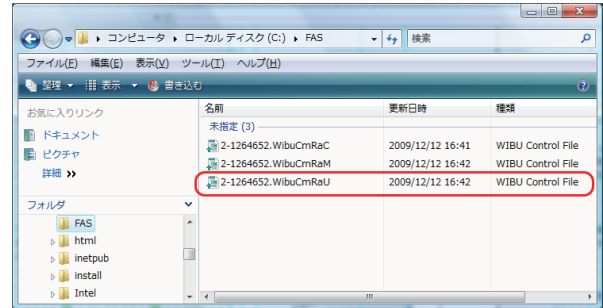 コンピュータ ▸ ローカル ディスク (C:) ▸ FAS 検索
ファイル(F) 編集(E) 表示(V) ツール(T) ヘルプ(H)
整理 表示 書き込む
お気に入りリンク
ドキュメント
ピクチャ
詳細 »
フォルダ
FAS
html
inetpub
install
Intel
名前 更新日時 種類
未指定 (3)
2-1264652.WibuCmRaC 2009/12/12 16:41 WIBU Control File
2-1264652.WibuCmRaM 2009/12/12 16:42 WIBU Control File
2-1264652.WibuCmRaU 2009/12/12 16:42 WIBU Control File